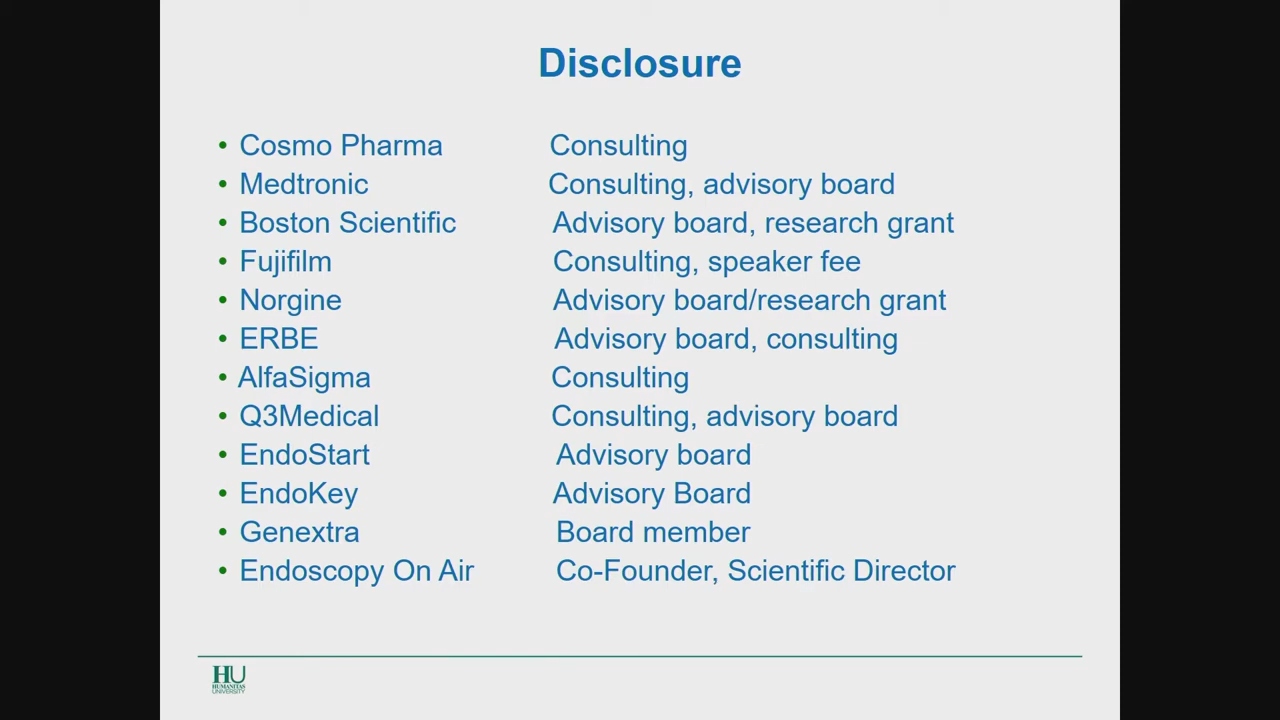 Disclosure
• Cosmo Pharma Consulting
• Medtronic Consulting, advisory board
• Boston Scientific Advisory board, research grant
• Fujifilm Consulting, speaker fee
• Norgine Advisory board/research grant
• ERBE Advisory board, consulting
• AlfaSigma Consulting
• Q3Medical Consulting, advisory board
• EndoStart Advisory board
• EndoKey Advisory Board
• Genextra Board member
• Endoscopy On Air Co-Founder, Scientific Director
HU
HUMANITAS
UNIVERSITY